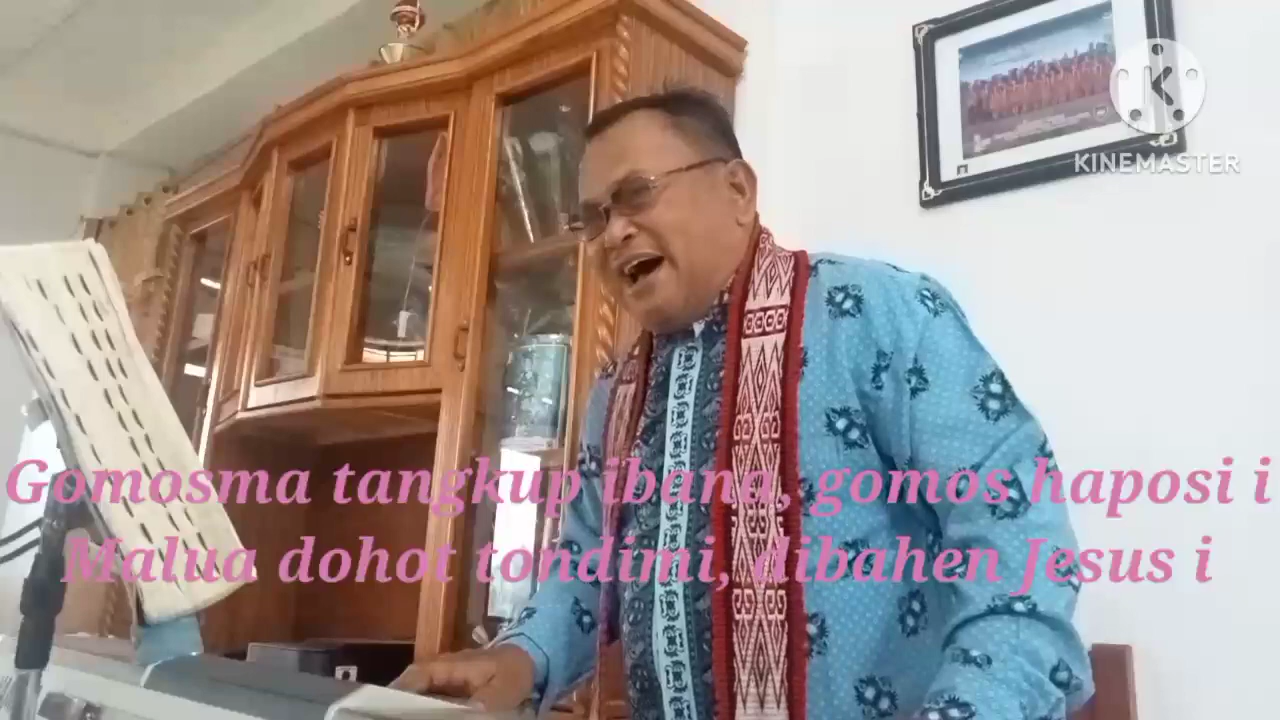 KINEMASTER
Gomosma tangkup ibana, gomos haposi i
Malua dohot tondimi, dibahen Jesus i